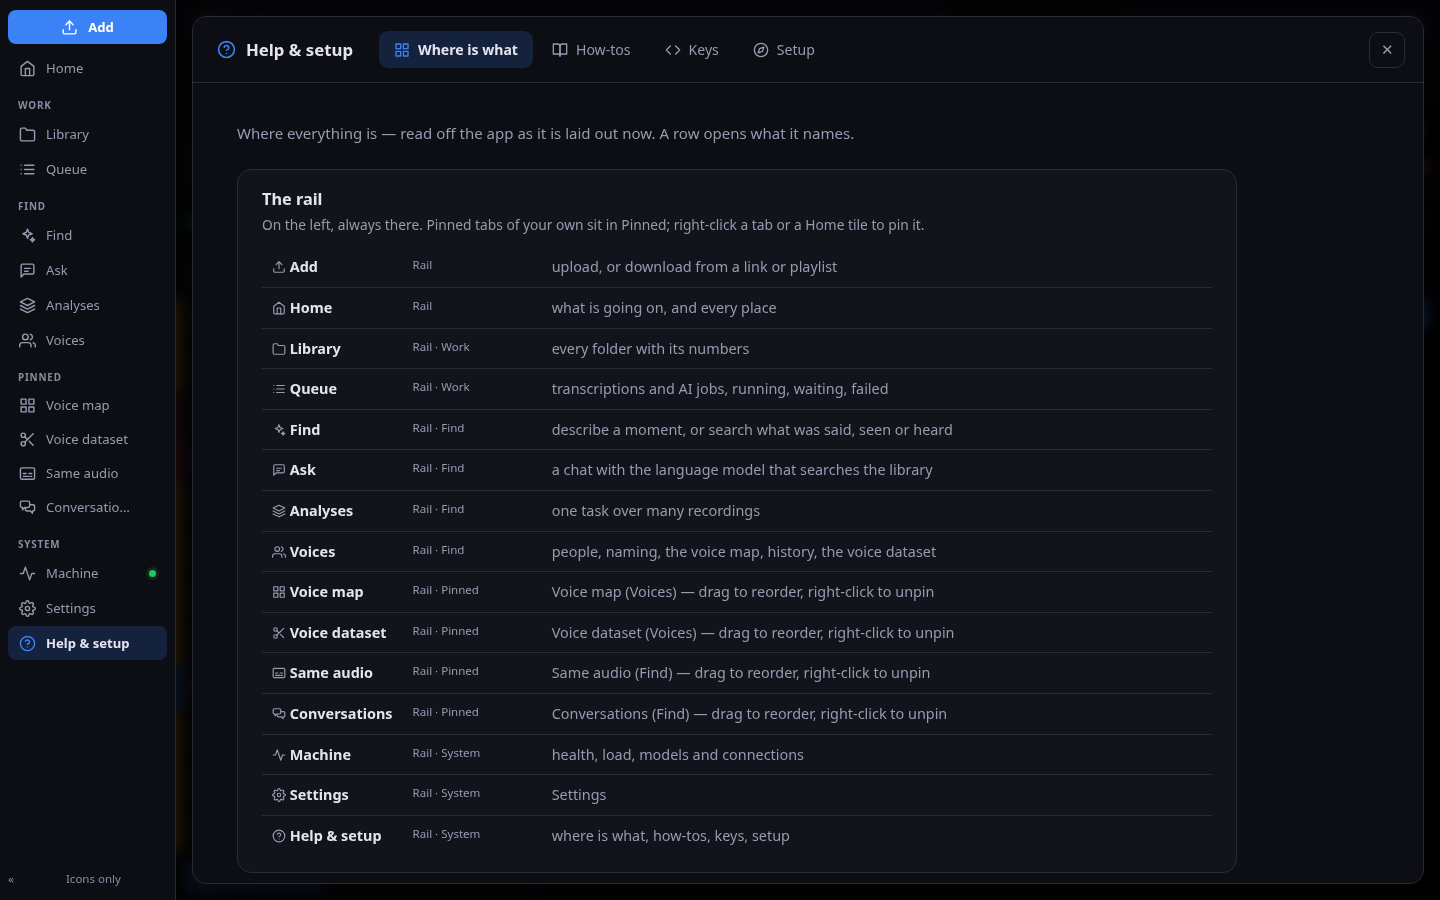 Add
Home
WORK
Library
Queue
FIND
Find
Ask
Analyses
Voices
PINNED
Voice map
Voice dataset
Same audio
Conversatio...
SYSTEM
Machine
Settings
Help & setup
« Icons only
Help & setup Where is what How-tos Keys Setup ×
Where everything is — read off the app as it is laid out now. A row opens what it names.
The rail
On the left, always there. Pinned tabs of your own sit in Pinned; right-click a tab or a Home tile to pin it.
Add Rail upload, or download from a link or playlist
Home Rail what is going on, and every place
Library Rail · Work every folder with its numbers
Queue Rail · Work transcriptions and AI jobs, running, waiting, failed
Find Rail · Find describe a moment, or search what was said, seen or heard
Ask Rail · Find a chat with the language model that searches the library
Analyses Rail · Find one task over many recordings
Voices Rail · Find people, naming, the voice map, history, the voice dataset
Voice map Rail · Pinned Voice map (Voices) — drag to reorder, right-click to unpin
Voice dataset Rail · Pinned Voice dataset (Voices) — drag to reorder, right-click to unpin
Same audio Rail · Pinned Same audio (Find) — drag to reorder, right-click to unpin
Conversations Rail · Pinned Conversations (Find) — drag to reorder, right-click to unpin
Machine Rail · System health, load, models and connections
Settings Rail · System Settings
Help & setup Rail · System where is what, how-tos, keys, setup